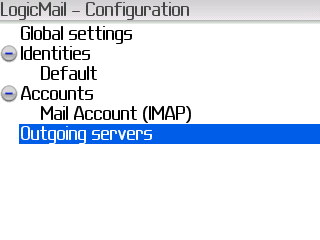 LogicMail – Configuration
Global settings
Identities
Default
Accounts
Mail Account (IMAP)
Outgoing servers